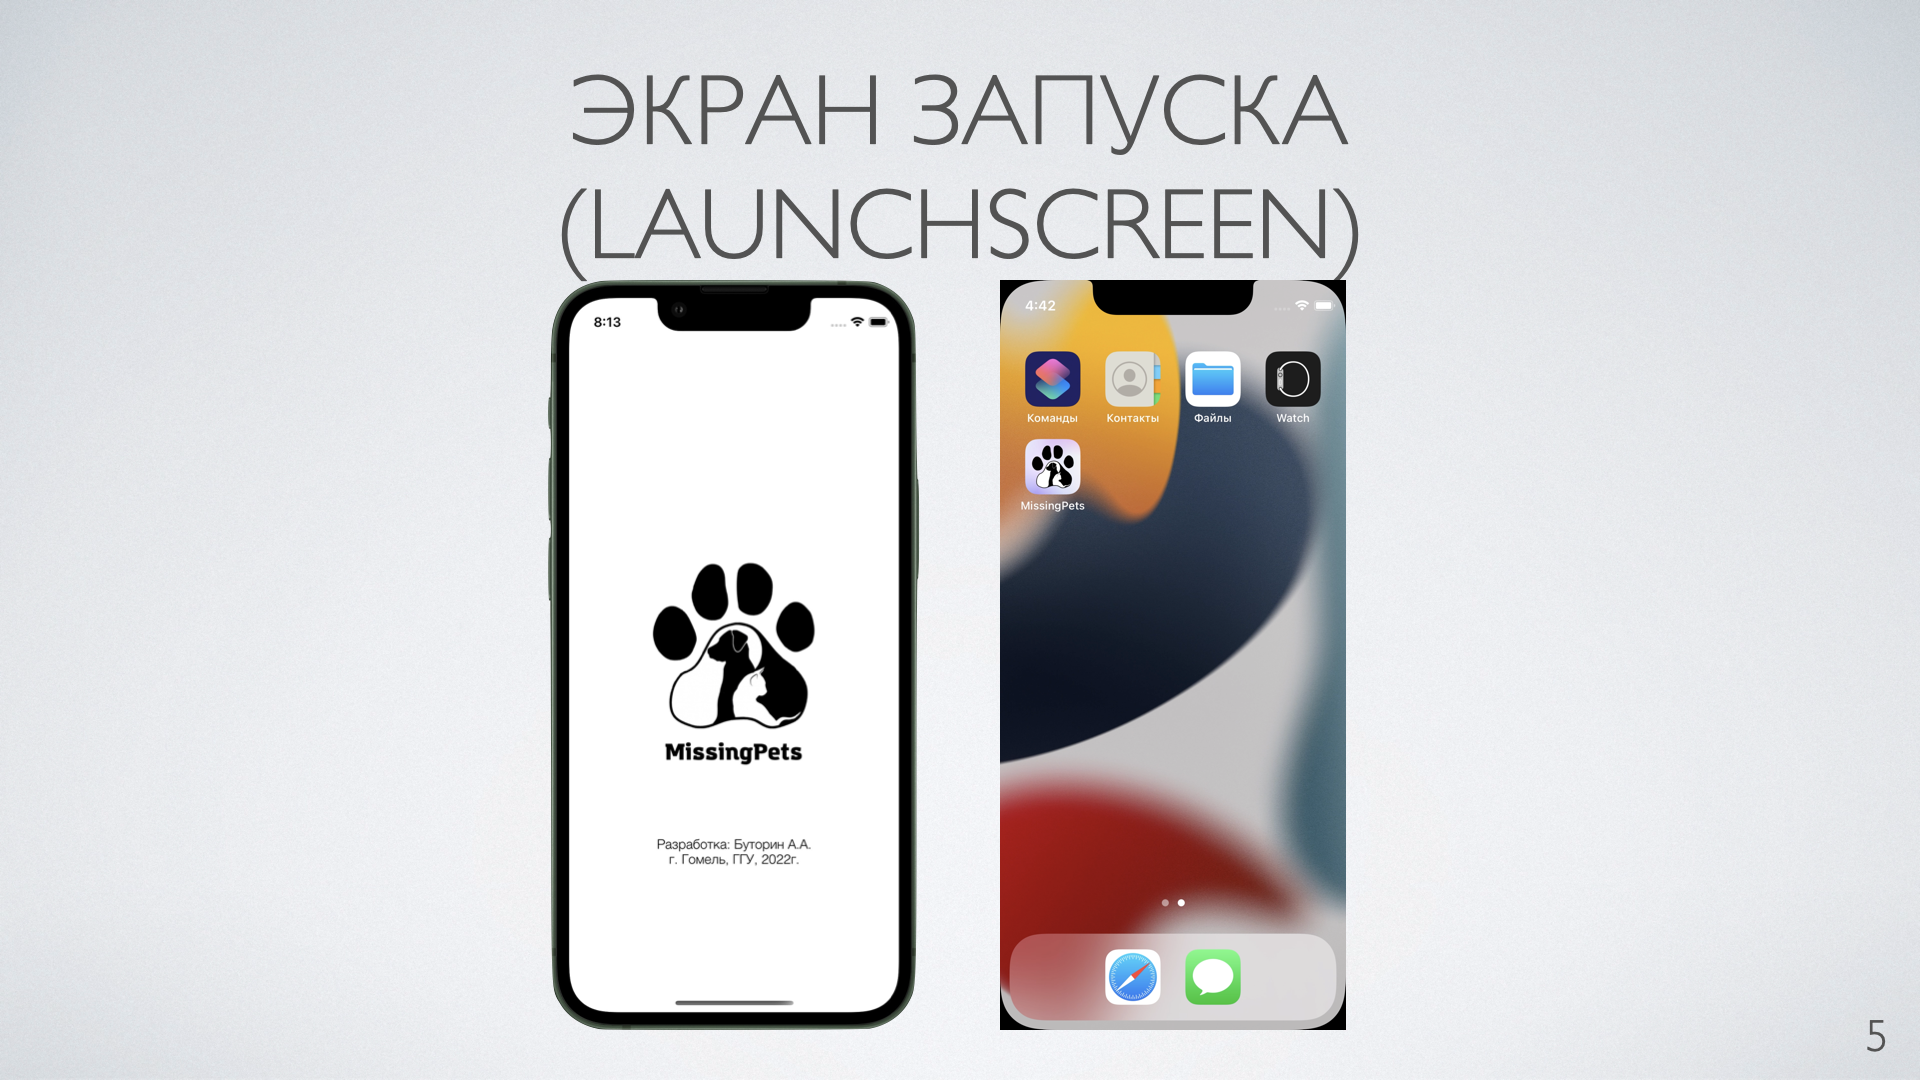 ЭКРАН ЗАПУСКА
(LAUNCHSCREEN)
8:13
MissingPets
Разработка: Буторин А.А.
г. Гомель, ГГУ, 2022г.
4:42
Команды
Контакты
Файлы
Watch
MissingPets
5